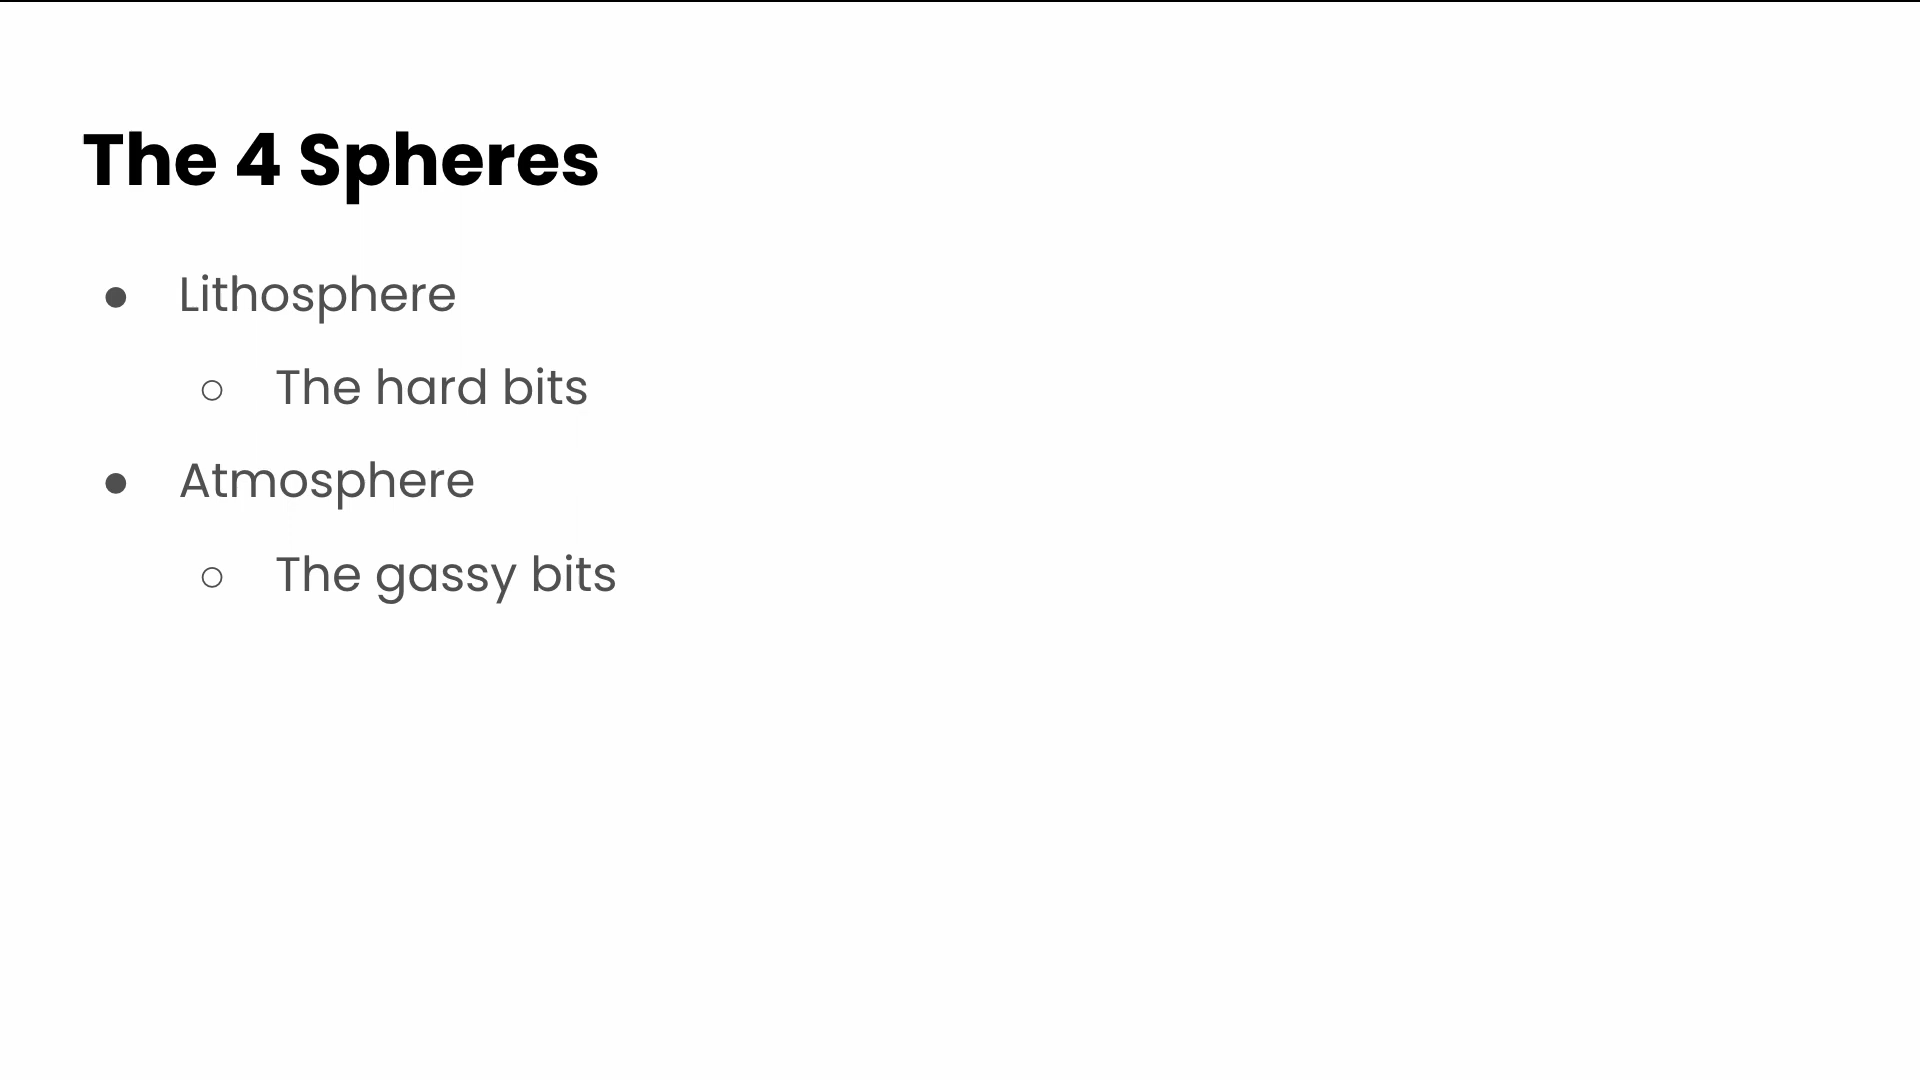 The 4 Spheres
● Lithosphere
○ The hard bits
● Atmosphere
○ The gassy bits